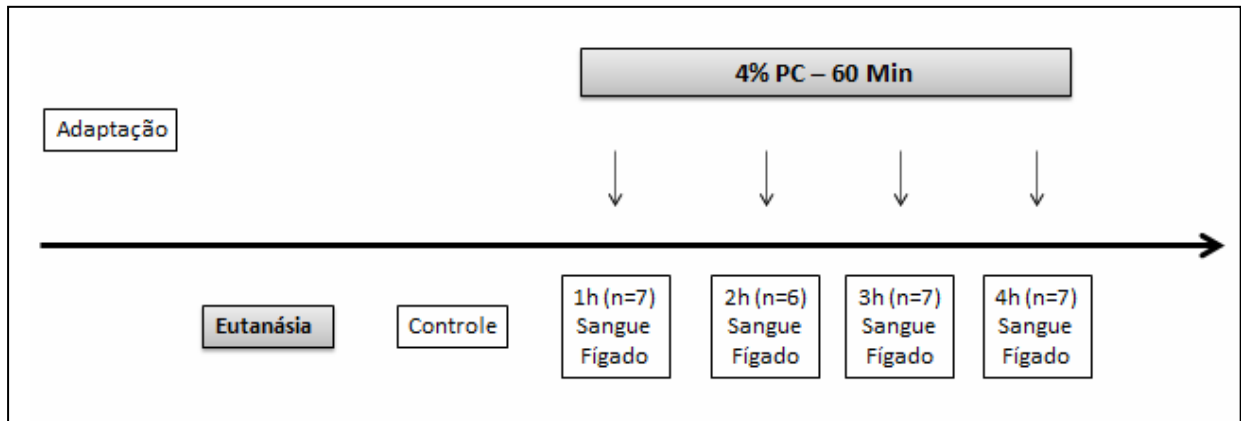 4% PC – 60 Min
Adaptação
Eutanásia
Controle
1h (n=7)
Sangue
Fígado
2h (n=6)
Sangue
Fígado
3h (n=7)
Sangue
Fígado
4h (n=7)
Sangue
Fígado